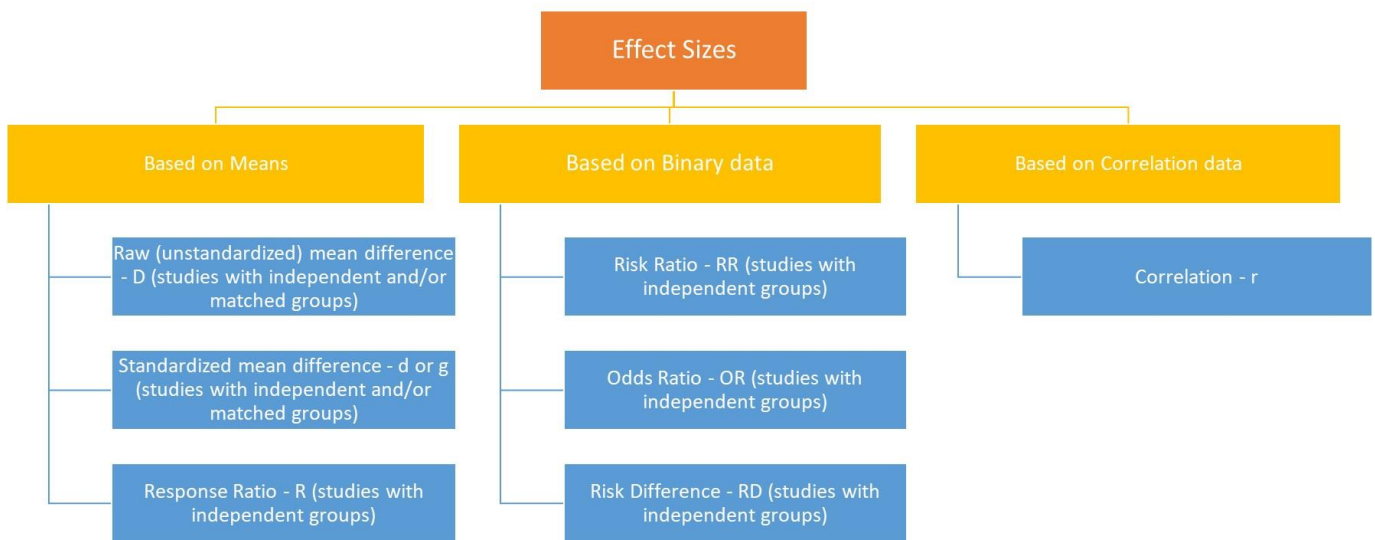 Effect Sizes
Based on Means
Based on Binary data
Based on Correlation data
Raw (unstandardized) mean difference
- D (studies with independent and/or
matched groups)
Standardized mean difference - d or g
(studies with independent and/or
matched groups)
Response Ratio - R (studies with
independent groups)
Risk Ratio - RR (studies with
independent groups)
Odds Ratio - OR (studies with
independent groups)
Risk Difference - RD (studies with
independent groups)
Correlation - r